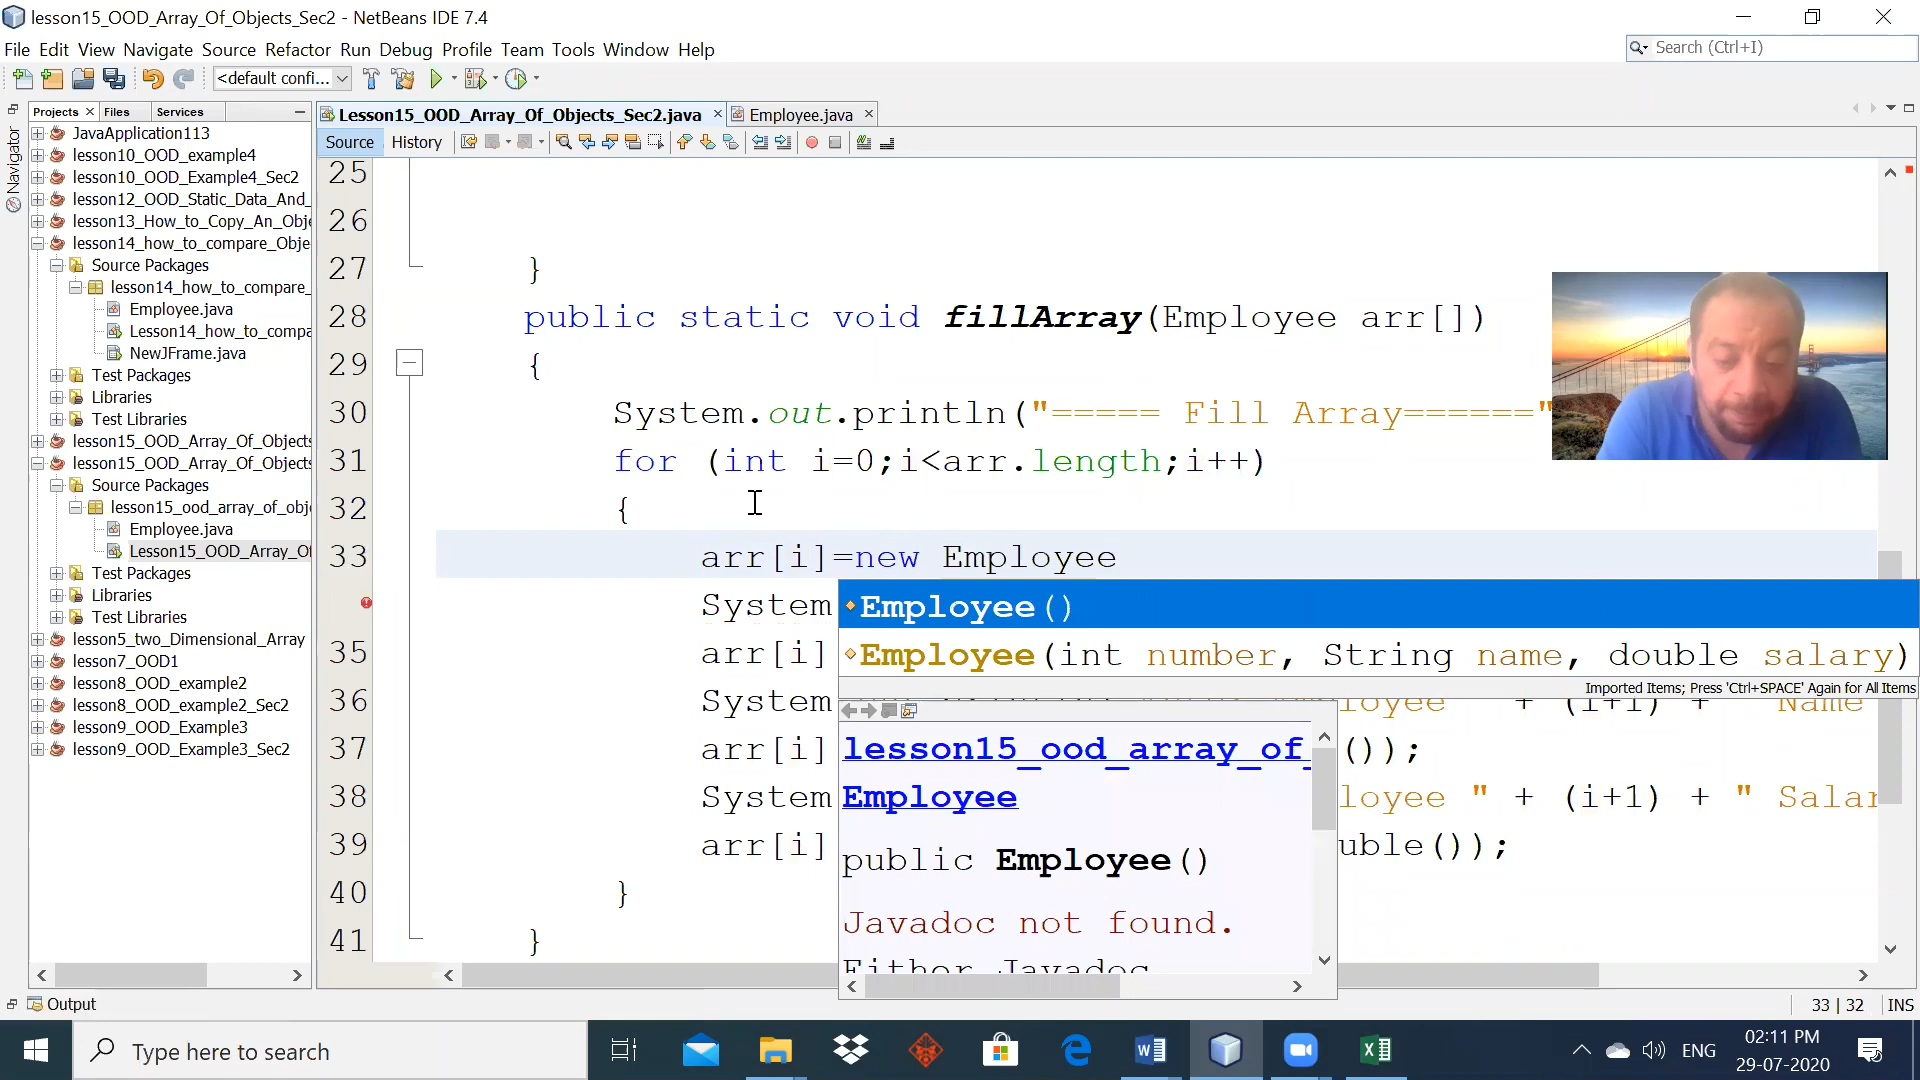 lesson15_OOD_Array_Of_Objects_Sec2 - NetBeans IDE 7.4
File Edit View Navigate Source Refactor Run Debug Profile Team Tools Window Help
Search (Ctrl+I)
<default confi...
Projects Files Services
Lesson15_OOD_Array_Of_Objects_Sec2.java
Employee.java
Source History
Navigator
JavaApplication113
lesson10_OOD_example4
lesson10_OOD_Example4_Sec2
lesson12_OOD_Static_Data_And_
lesson13_How_to_Copy_An_Obje
lesson14_how_to_compare_Obje
Source Packages
lesson14_how_to_compare_
Employee.java
Lesson14_how_to_compa
NewJFrame.java
Test Packages
Libraries
Test Libraries
lesson15_OOD_Array_Of_Objects
lesson15_OOD_Array_Of_Objects
Source Packages
lesson15_ood_array_of_obj
Employee.java
Lesson15_OOD_Array_Of
Test Packages
Libraries
Test Libraries
lesson5_two_Dimensional_Array
lesson7_OOD1
lesson8_OOD_example2
lesson8_OOD_example2_Sec2
lesson9_OOD_Example3
lesson9_OOD_Example3_Sec2
25
26
27 }
28 public static void fillArray(Employee arr[])
29 {
30 System.out.println("===== Fill Array======"
31 for (int i=0;i<arr.length;i++)
32 {
33 arr[i]=new Employee
System
35 arr[i]
36 System loyee " + (i+1) + " Name
37 arr[i] ());
38 System loyee " + (i+1) + " Salar
39 arr[i] uble());
40 }
41 }
Employee()
Employee(int number, String name, double salary)
Imported Items; Press 'Ctrl+SPACE' Again for All Items
lesson15_ood_array_of_
Employee
public Employee()
Javadoc not found.
Either Javadoc
Output
33 | 32 INS
Type here to search
ENG
02:11 PM
29-07-2020